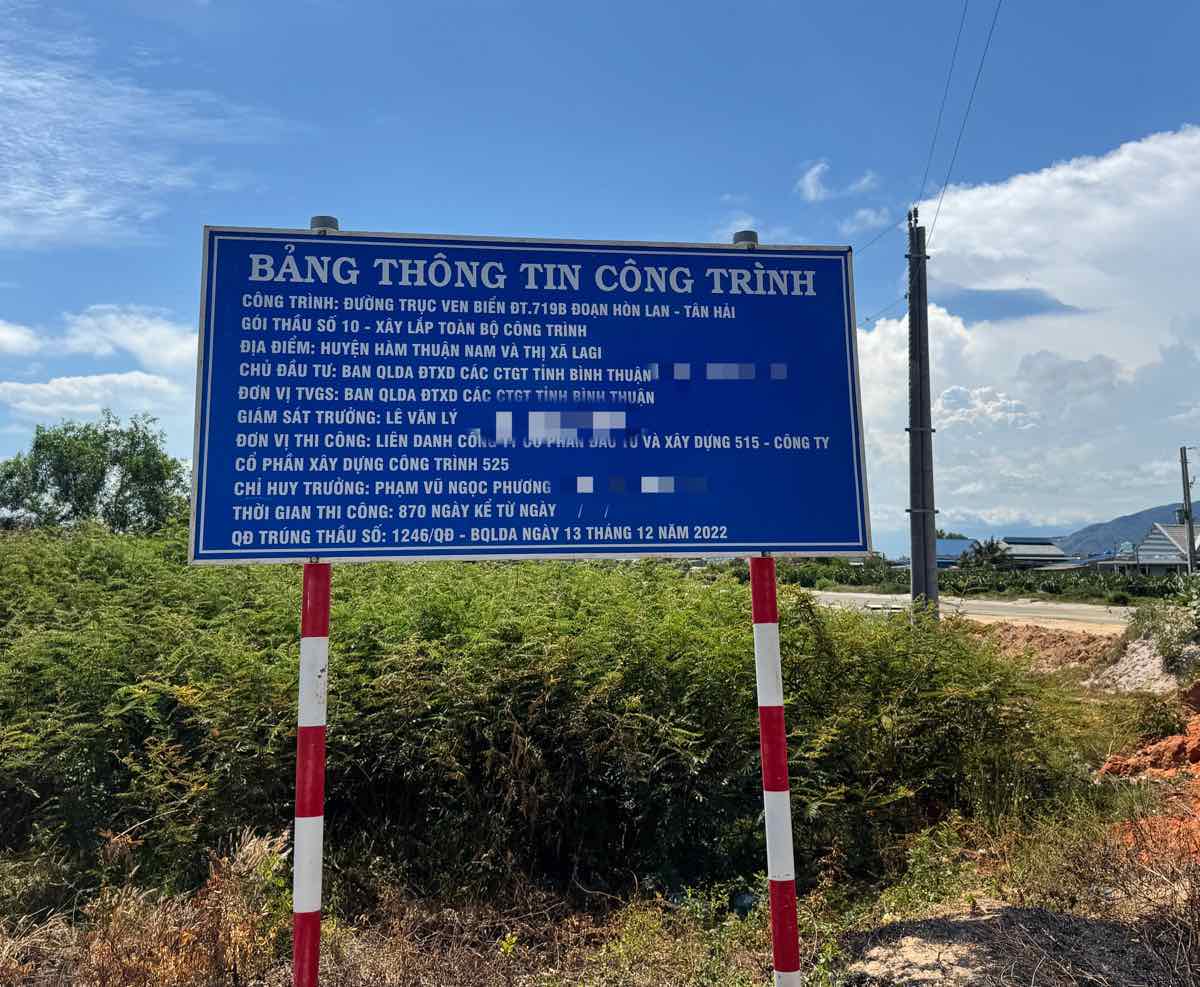 BẢNG THÔNG TIN CÔNG TRÌNH
CÔNG TRÌNH: ĐƯỜNG TRỤC VEN BIỂN ĐT.719B ĐOẠN HÒN LAN - TÂN HẢI
GÓI THẦU SỐ 10 - XÂY LẮP TOÀN BỘ CÔNG TRÌNH
ĐỊA ĐIỂM: HUYỆN HÀM THUẬN NAM VÀ THỊ XÃ LAGI
CHỦ ĐẦU TƯ: BAN QLDA ĐTXD CÁC CTGT TỈNH BÌNH THUẬN
ĐƠN VỊ TVGS: BAN QLDA ĐTXD CÁC CTGT TỈNH BÌNH THUẬN
GIÁM SÁT TRƯỞNG: LÊ VĂN LÝ
ĐƠN VỊ THI CÔNG: LIÊN DANH CÔNG TY CỔ PHẦN ĐẦU TƯ VÀ XÂY DỰNG 515 - CÔNG TY
CỔ PHẦN XÂY DỰNG CÔNG TRÌNH 525
CHỈ HUY TRƯỞNG: PHẠM VŨ NGỌC PHƯƠNG
THỜI GIAN THI CÔNG: 870 NGÀY KỂ TỪ NGÀY / /
QĐ TRÚNG THẦU SỐ: 1246/QĐ - BQLDA NGÀY 13 THÁNG 12 NĂM 2022